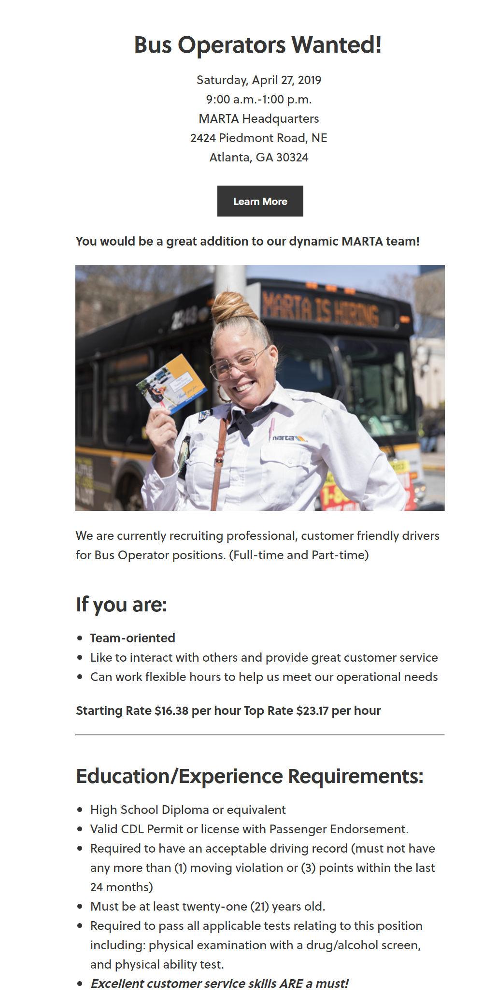 Bus Operators Wanted!
Saturday, April 27, 2019
9:00 a.m.-1:00 p.m.
MARTA Headquarters
2424 Piedmont Road, NE
Atlanta, GA 30324
Learn More
You would be a great addition to our dynamic MARTA team!
MARTA IS HIRING
marta
We are currently recruiting professional, customer friendly drivers
for Bus Operator positions. (Full-time and Part-time)
If you are:
Team-oriented
Like to interact with others and provide great customer service
Can work flexible hours to help us meet our operational needs
Starting Rate $16.38 per hour Top Rate $23.17 per hour
Education/Experience Requirements:
High School Diploma or equivalent
Valid CDL Permit or license with Passenger Endorsement.
Required to have an acceptable driving record (must not have
any more than (1) moving violation or (3) points within the last
24 months)
Must be at least twenty-one (21) years old.
Required to pass all applicable tests relating to this position
including: physical examination with a drug/alcohol screen,
and physical ability test.
Excellent customer service skills ARE a must!